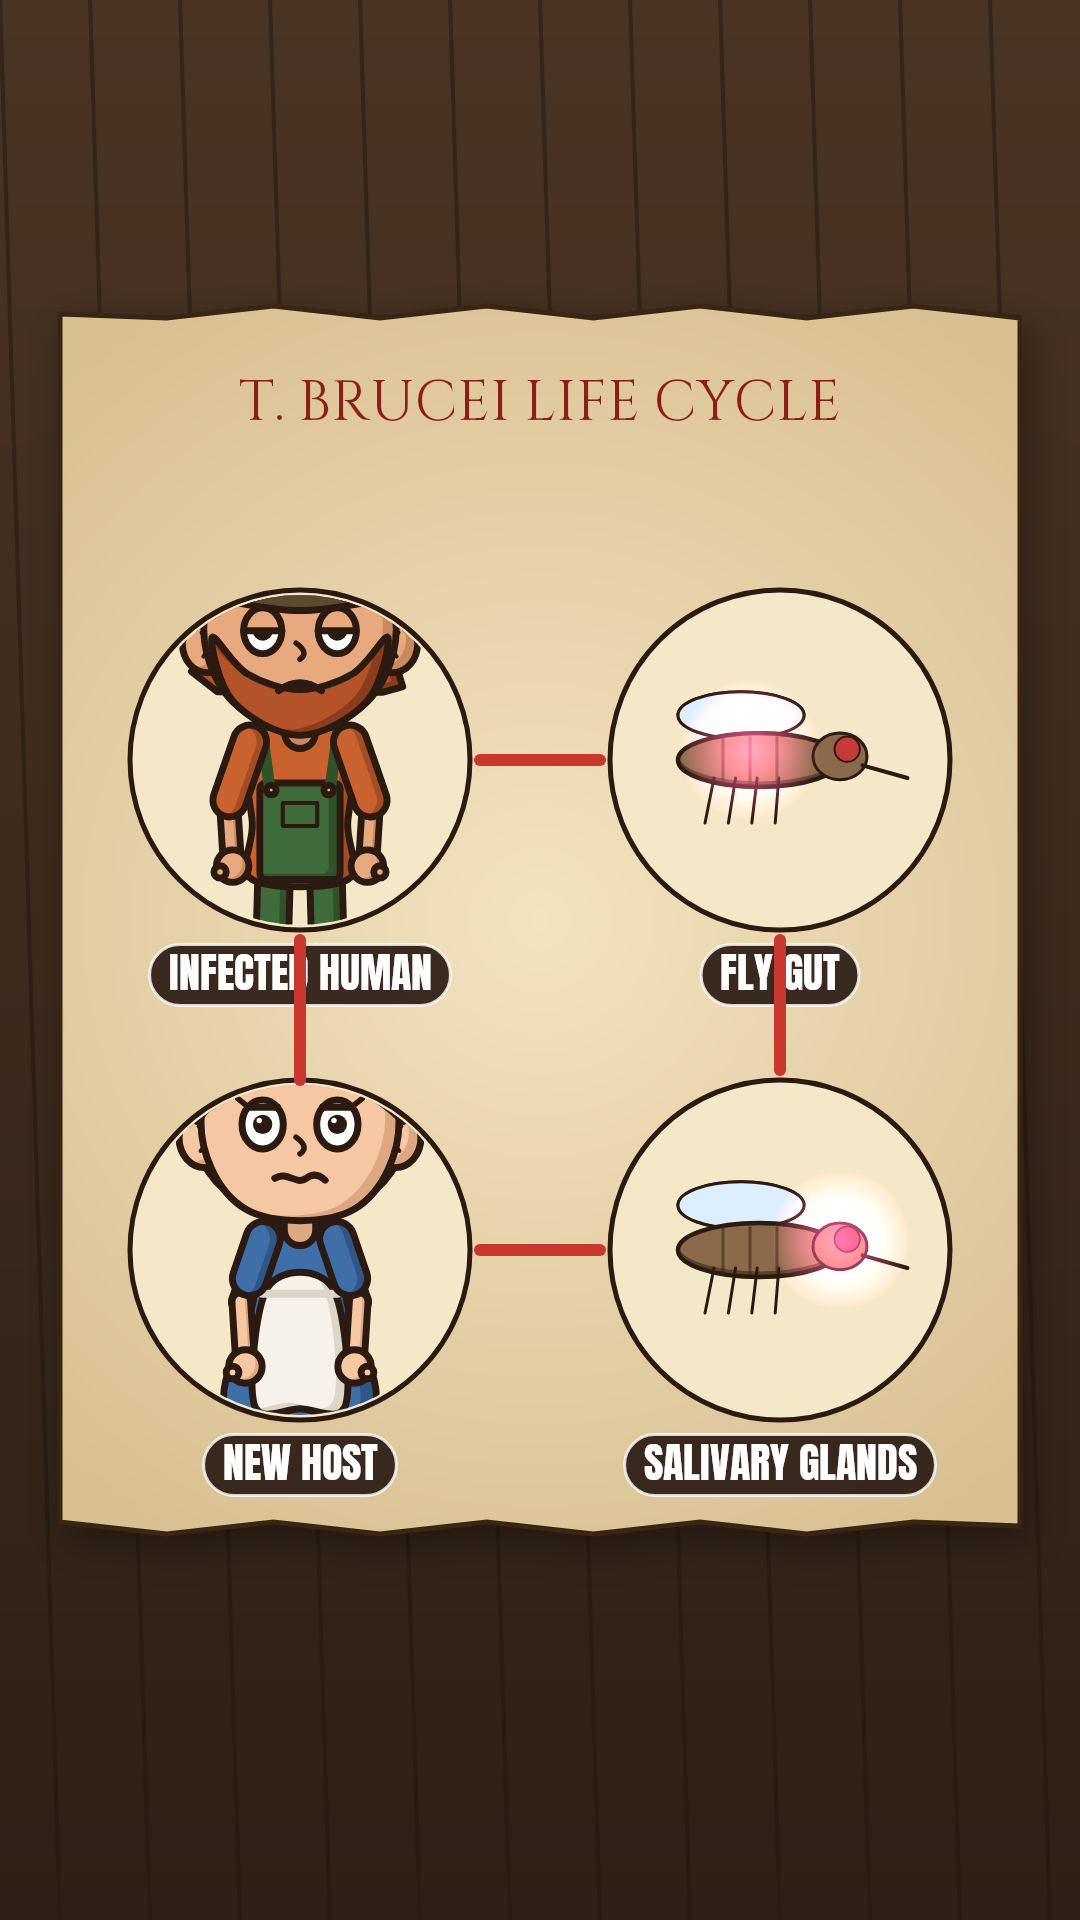 T. BRUCEI LIFE CYCLE
INFECTED HUMAN
FLY GUT
NEW HOST
SALIVARY GLANDS